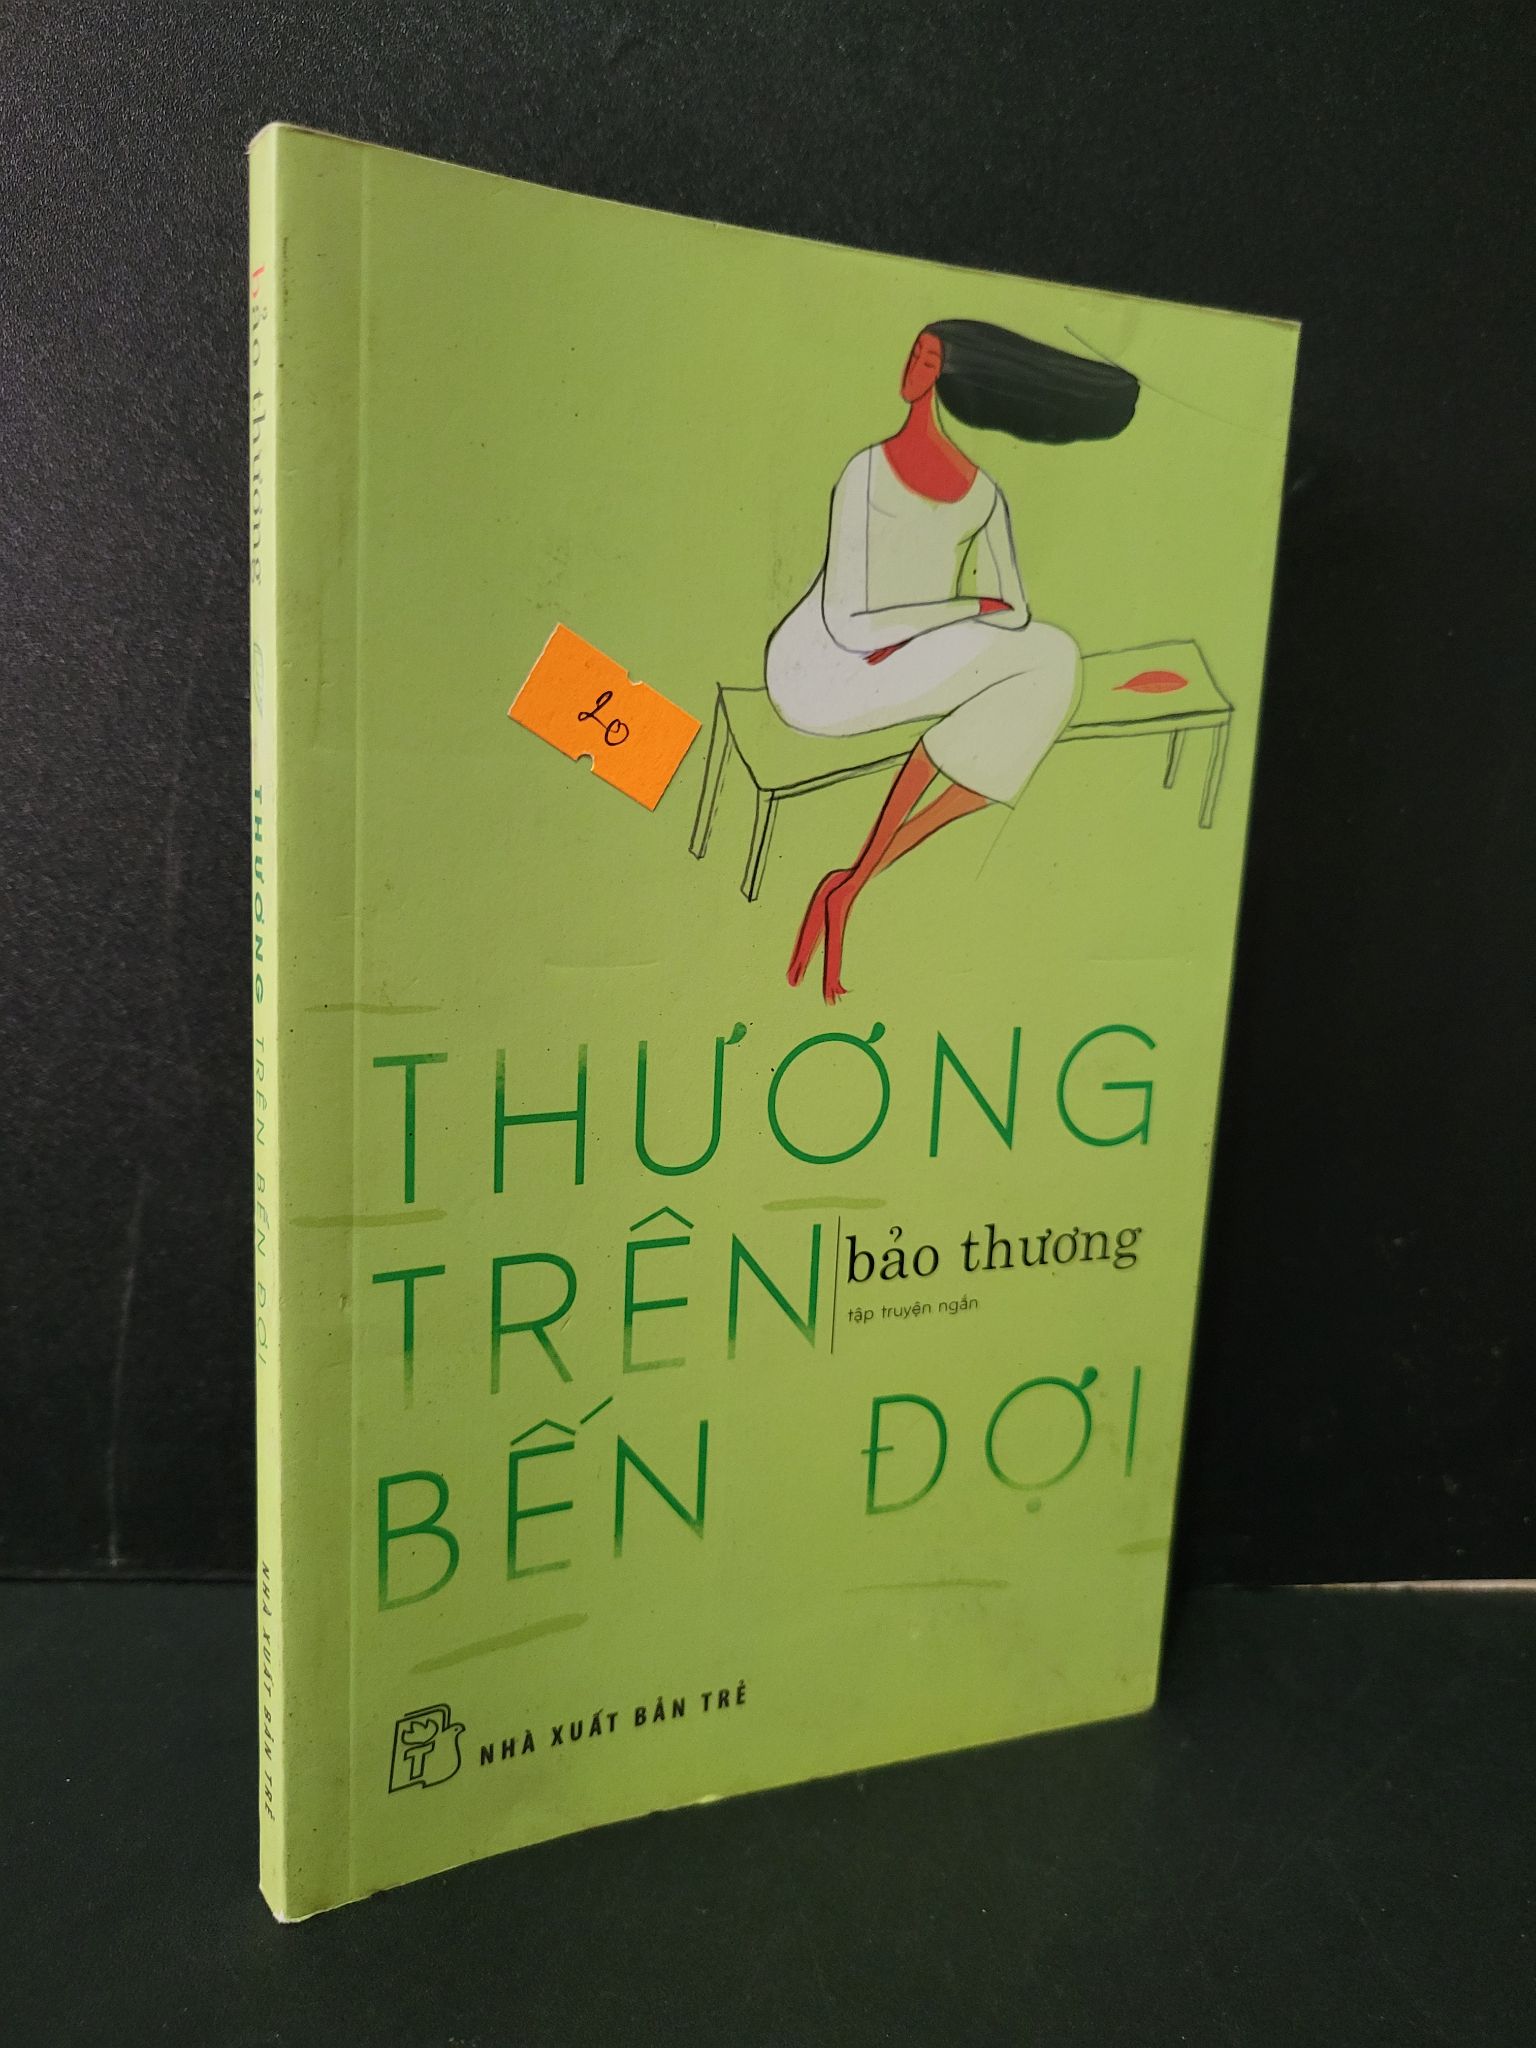 bảo thương THƯƠNG TRÊN BẾN ĐỢI NHÀ XUẤT BẢN TRẺ
20
THƯƠNG
TRÊN
bảo thương
tập truyện ngắn
BẾN ĐỢI
T
NHÀ XUẤT BẢN TRẺ